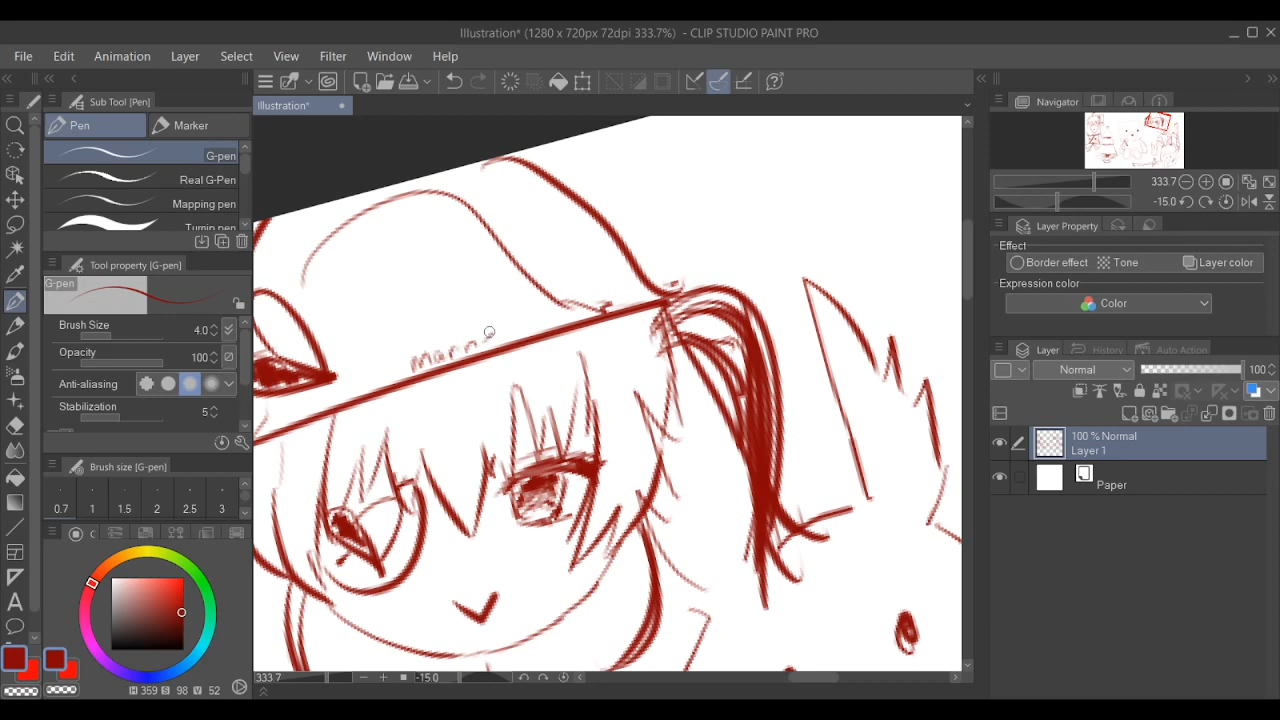 Illustration* (1280 x 720px 72dpi 333.7%) - CLIP STUDIO PAINT PRO
File Edit Animation Layer Select View Filter Window Help
Sub Tool [Pen]
Pen Marker
G-pen
Real G-Pen
Mapping pen
Turnip pen
Tool property [G-pen]
G-pen
Brush Size 4.0
Opacity 100
Anti-aliasing
Stabilization 5
Brush size [G-pen]
0.7 1 1.5 2 2.5 3
C
H 359 S 98 V 52
Illustration*
333.7 -15.0
Navigator
333.7
-15.0
Layer Property
Effect
Border effect Tone Layer color
Expression color
Color
Layer History Auto Action
Normal 100
100 % Normal
Layer 1
Paper